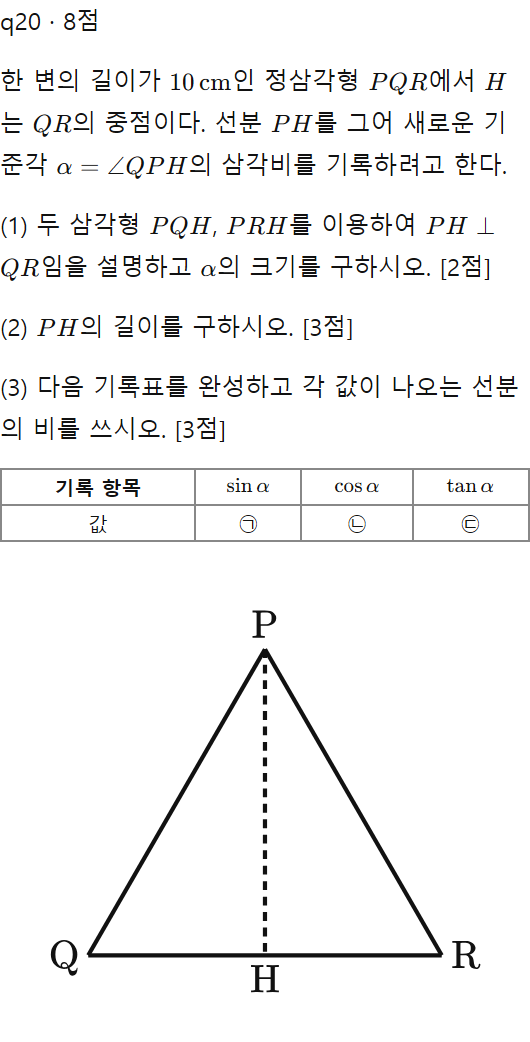 q20 · 8점
한 변의 길이가 10 cm인 정삼각형 PQR에서 H
는 QR의 중점이다. 선분 PH를 그어 새로운 기
준각 α = ∠QPH의 삼각비를 기록하려고 한다.
(1) 두 삼각형 PQH, PRH를 이용하여 PH ⊥
QR임을 설명하고 α의 크기를 구하시오. [2점]
(2) PH의 길이를 구하시오. [3점]
(3) 다음 기록표를 완성하고 각 값이 나오는 선분
의 비를 쓰시오. [3점]
기록 항목 sin α cos α tan α
값 ㉠ ㉡ ㉢
P
Q R
H